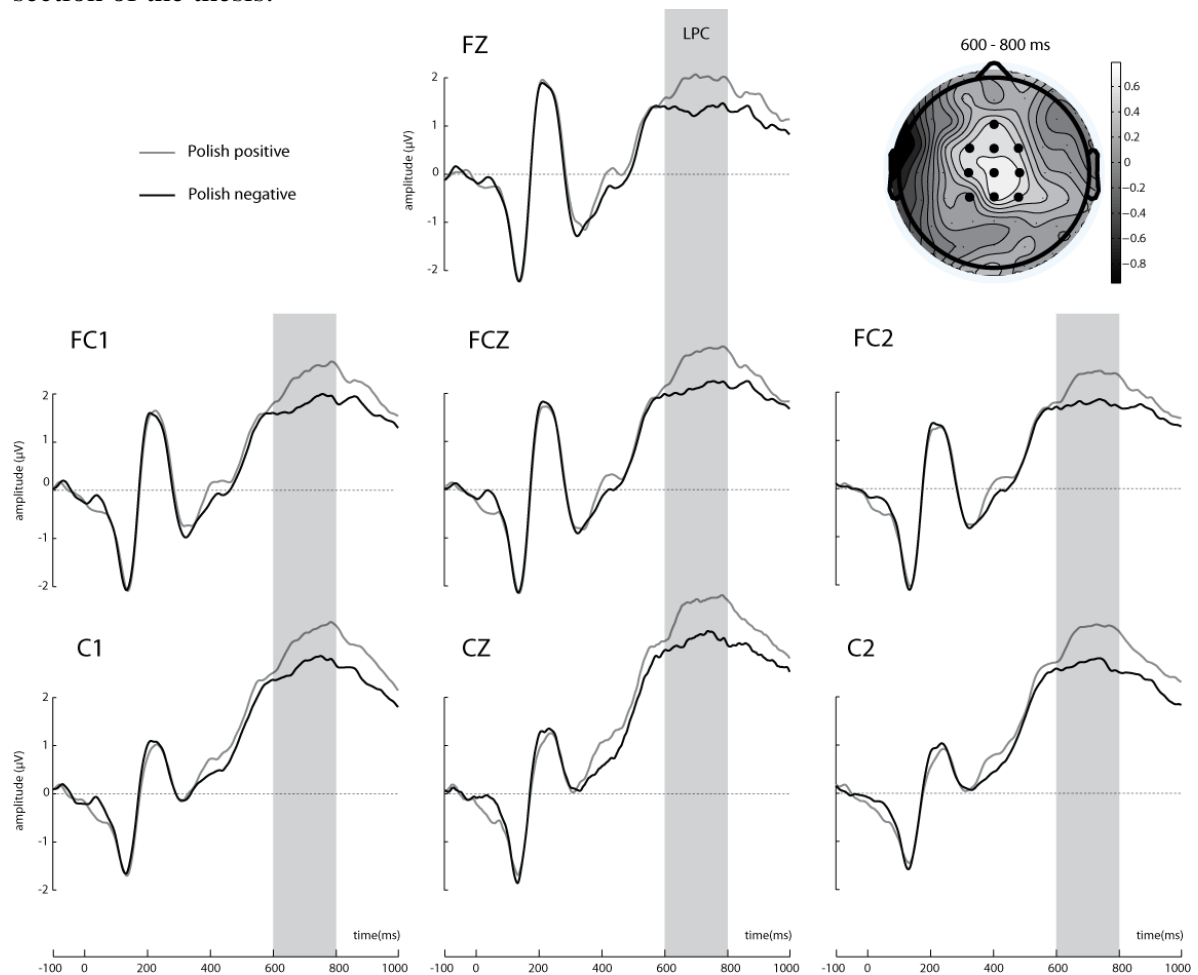 section of the thesis.
FZ
LPC
600 - 800 ms
Polish positive
Polish negative
amplitude (μV)
2
1
0
-1
-2
0.6
0.4
0.2
0
−0.2
−0.4
−0.6
−0.8
FC1
FCZ
FC2
amplitude (μV)
2
1
0
-1
-2
C1
CZ
C2
amplitude (μV)
2
1
0
-1
-2
time(ms)
time(ms)
time(ms)
-100 0 200 400 600 800 1000
-100 0 200 400 600 800 1000
-100 0 200 400 600 800 1000